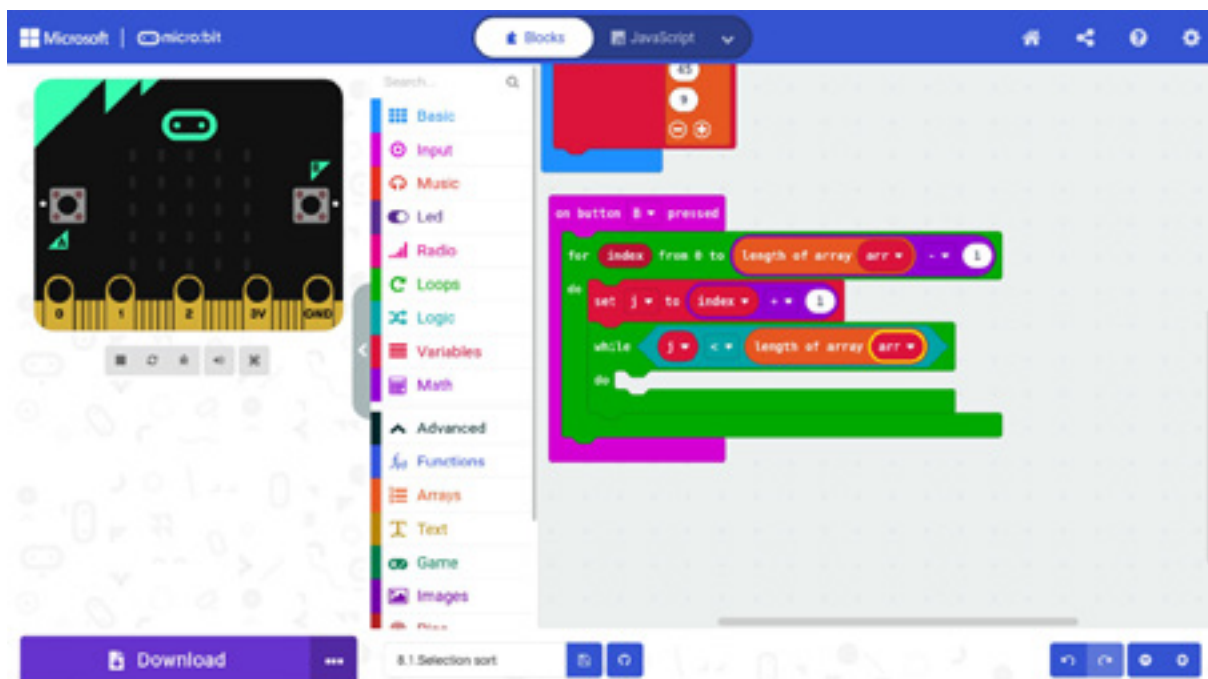 Microsoft | micro:bit
Blocks
JavaScript
Search...
Basic
Input
Music
Led
Radio
Loops
Logic
Variables
Math
Advanced
Functions
Arrays
Text
Game
Images
9
on button B pressed
for index from 0 to length of array arr - 1
do
set j to index + 1
while j < length of array arr
do
B
A
0 1 2 3V GND
Download
8.1.Selection sort